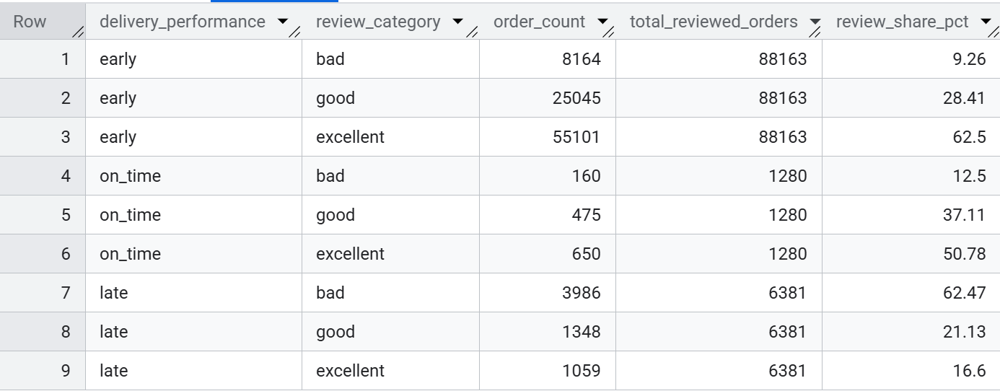 Row delivery_performance review_category order_count total_reviewed_orders review_share_pct
1 early bad 8164 88163 9.26
2 early good 25045 88163 28.41
3 early excellent 55101 88163 62.5
4 on_time bad 160 1280 12.5
5 on_time good 475 1280 37.11
6 on_time excellent 650 1280 50.78
7 late bad 3986 6381 62.47
8 late good 1348 6381 21.13
9 late excellent 1059 6381 16.6